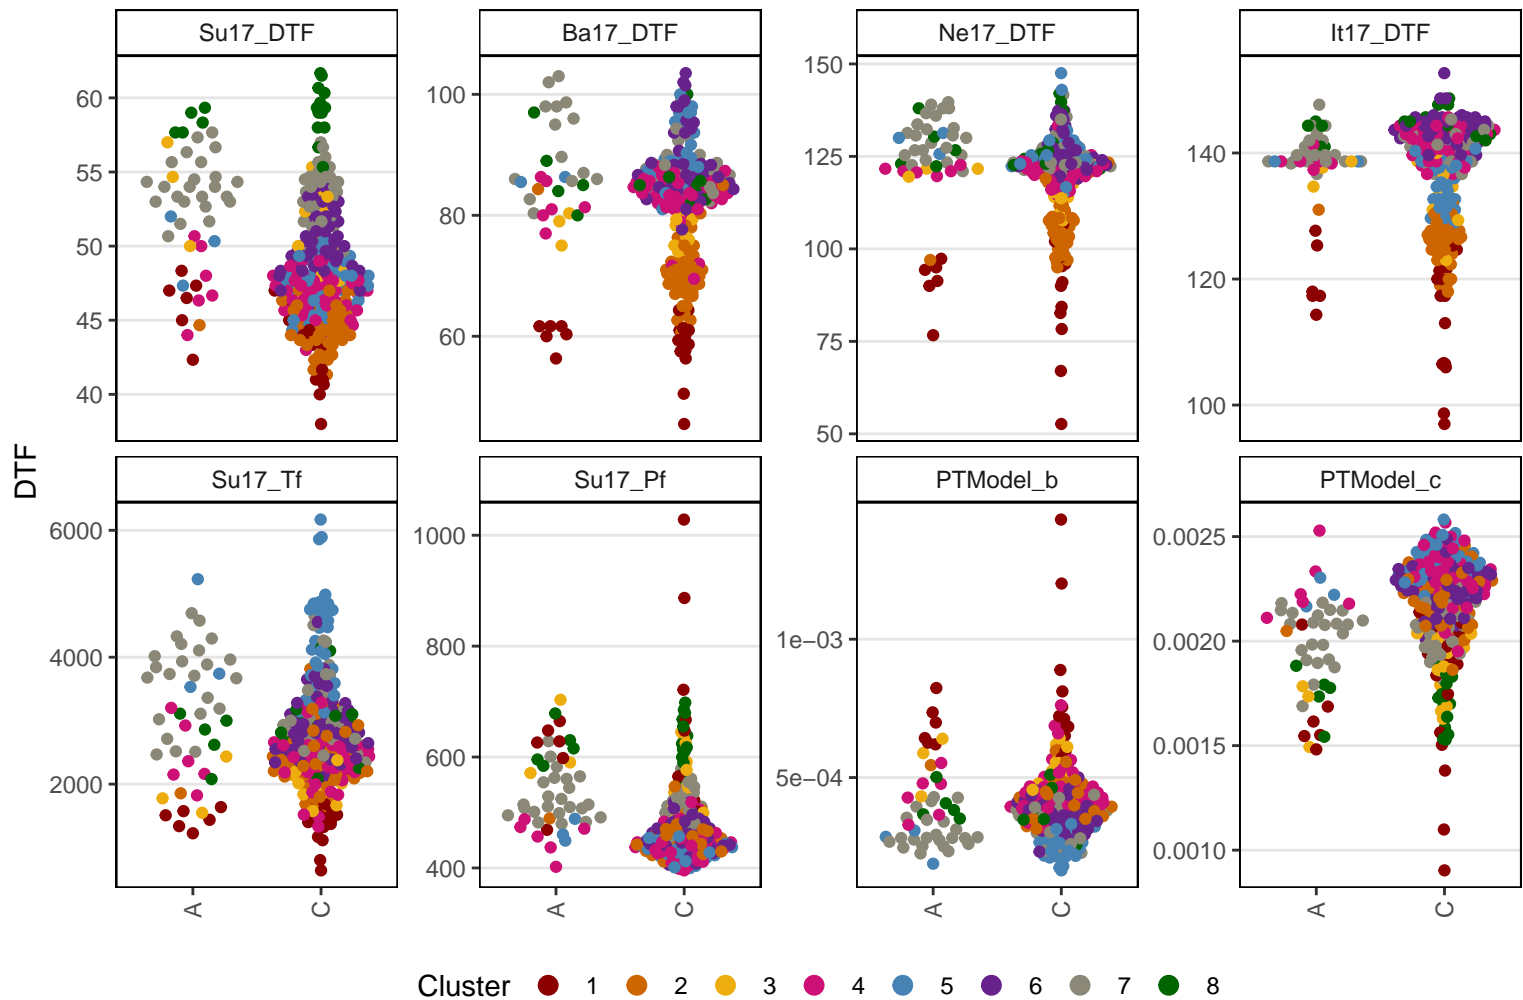 Su17_DTF
Ba17_DTF
Ne17_DTF
It17_DTF
60
55
50
45
40
100
80
60
150
125
100
75
50
140
120
100
DTF
Su17_Tf
Su17_Pf
PTModel_b
PTModel_c
6000
4000
2000
1000
800
600
400
1e−03
5e−04
0.0025
0.0020
0.0015
0.0010
A
C
A
C
A
C
A
C
Cluster 1 2 3 4 5 6 7 8